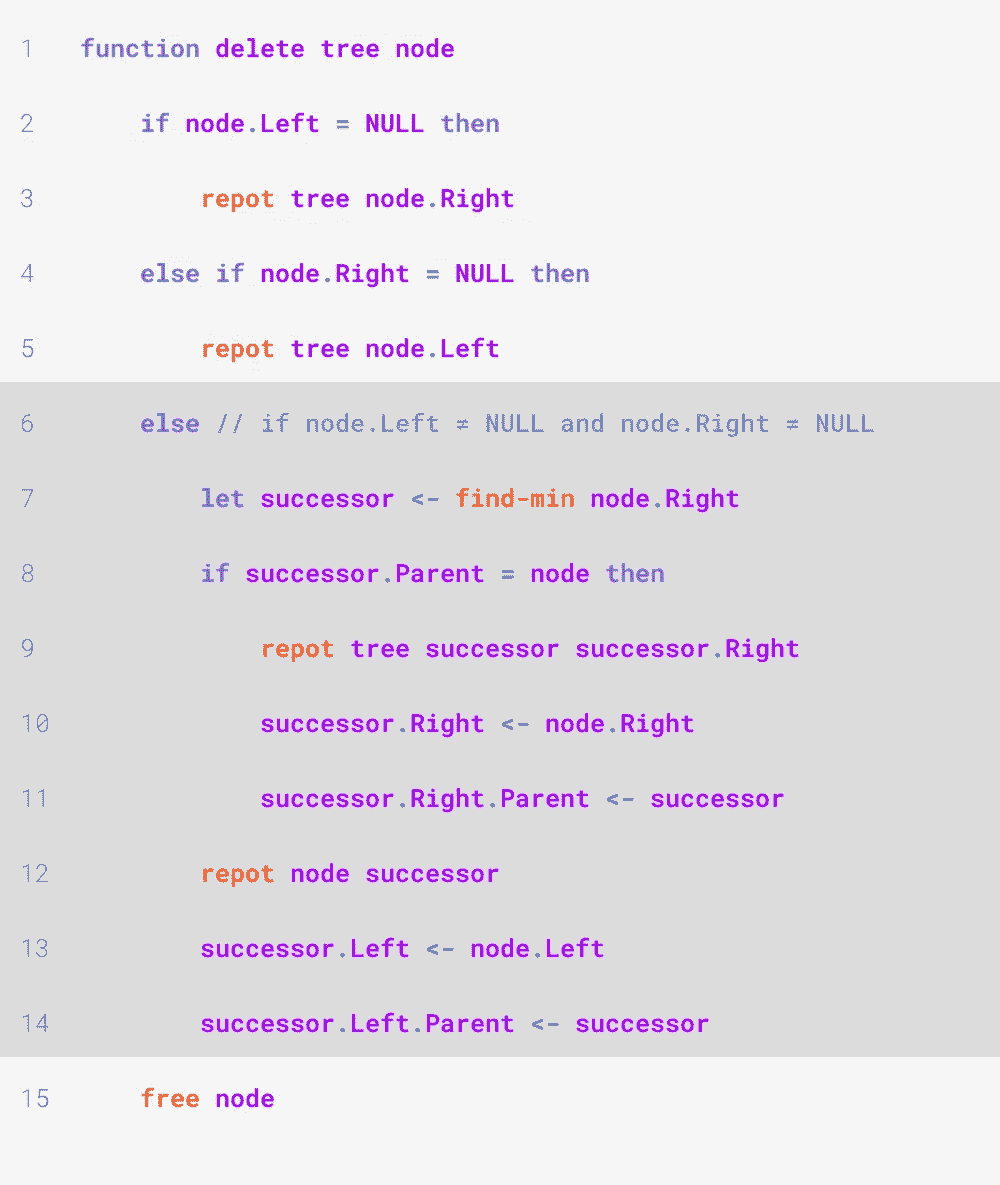 1 function delete tree node
2 if node.Left = NULL then
3 repot tree node.Right
4 else if node.Right = NULL then
5 repot tree node.Left
6 else // if node.Left ≠ NULL and node.Right ≠ NULL
7 let successor <- find-min node.Right
8 if successor.Parent = node then
9 repot tree successor successor.Right
10 successor.Right <- node.Right
11 successor.Right.Parent <- successor
12 repot node successor
13 successor.Left <- node.Left
14 successor.Left.Parent <- successor
15 free node